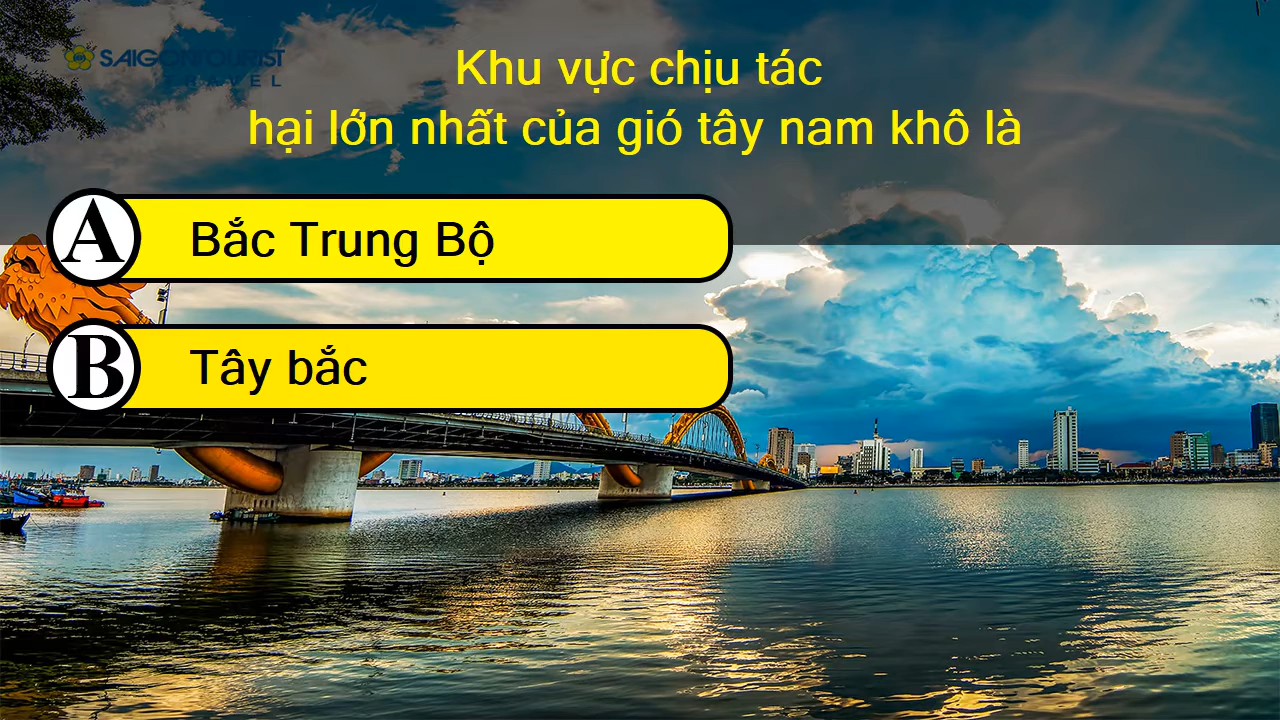 SAIGONTOURIST
TRAVEL
Khu vực chịu tác
hại lớn nhất của gió tây nam khô là
A Bắc Trung Bộ
B Tây bắc